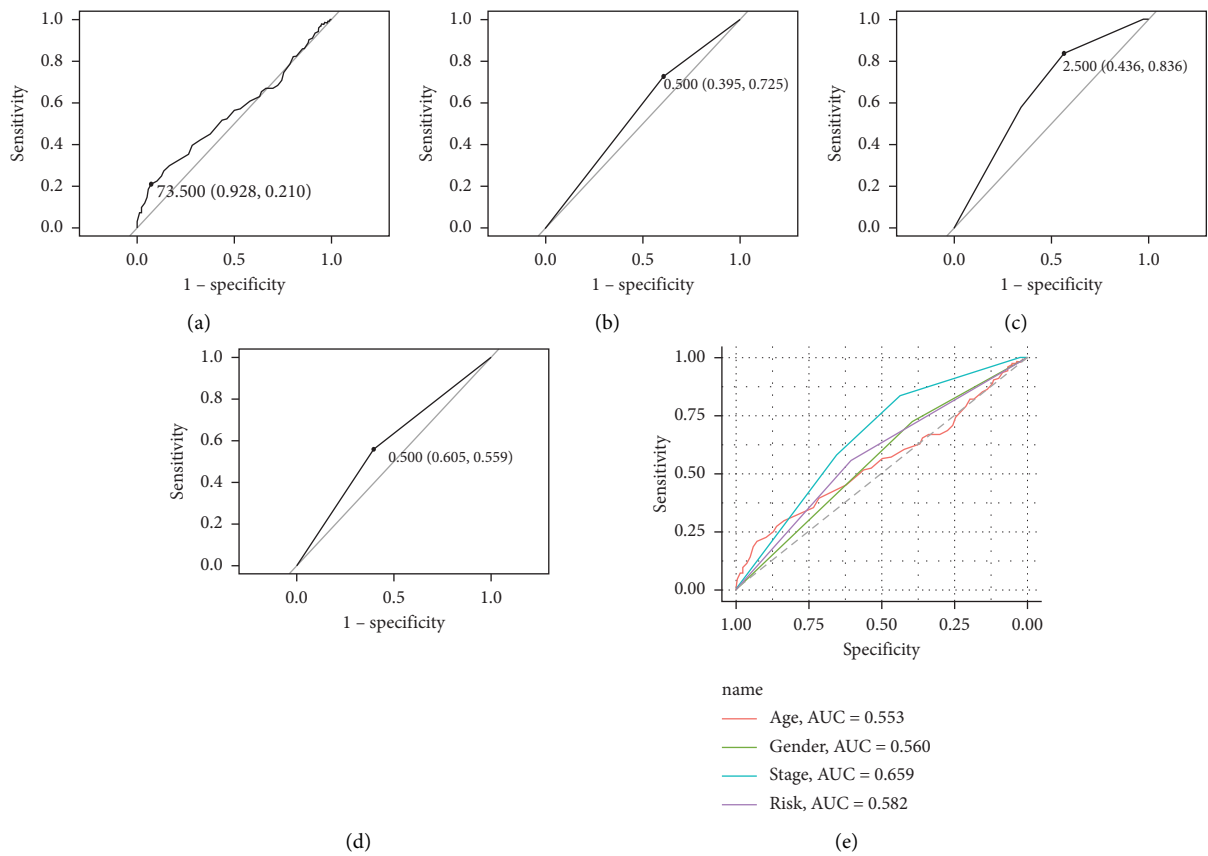 1.0
0.8
0.6
0.4
0.2
0.0
Sensitivity
73.500 (0.928, 0.210)
0.0 0.5 1.0
1 – specificity
(a)
1.0
0.8
0.6
0.4
0.2
0.0
Sensitivity
0.500 (0.395, 0.725)
0.0 0.5 1.0
1 – specificity
(b)
1.0
0.8
0.6
0.4
0.2
0.0
Sensitivity
2.500 (0.436, 0.836)
0.0 0.5 1.0
1 – specificity
(c)
1.0
0.8
0.6
0.4
0.2
0.0
Sensitivity
0.500 (0.605, 0.559)
0.0 0.5 1.0
1 – specificity
(d)
1.00
0.75
0.50
0.25
0.00
Sensitivity
1.00 0.75 0.50 0.25 0.00
Specificity
name
Age, AUC = 0.553
Gender, AUC = 0.560
Stage, AUC = 0.659
Risk, AUC = 0.582
(e)